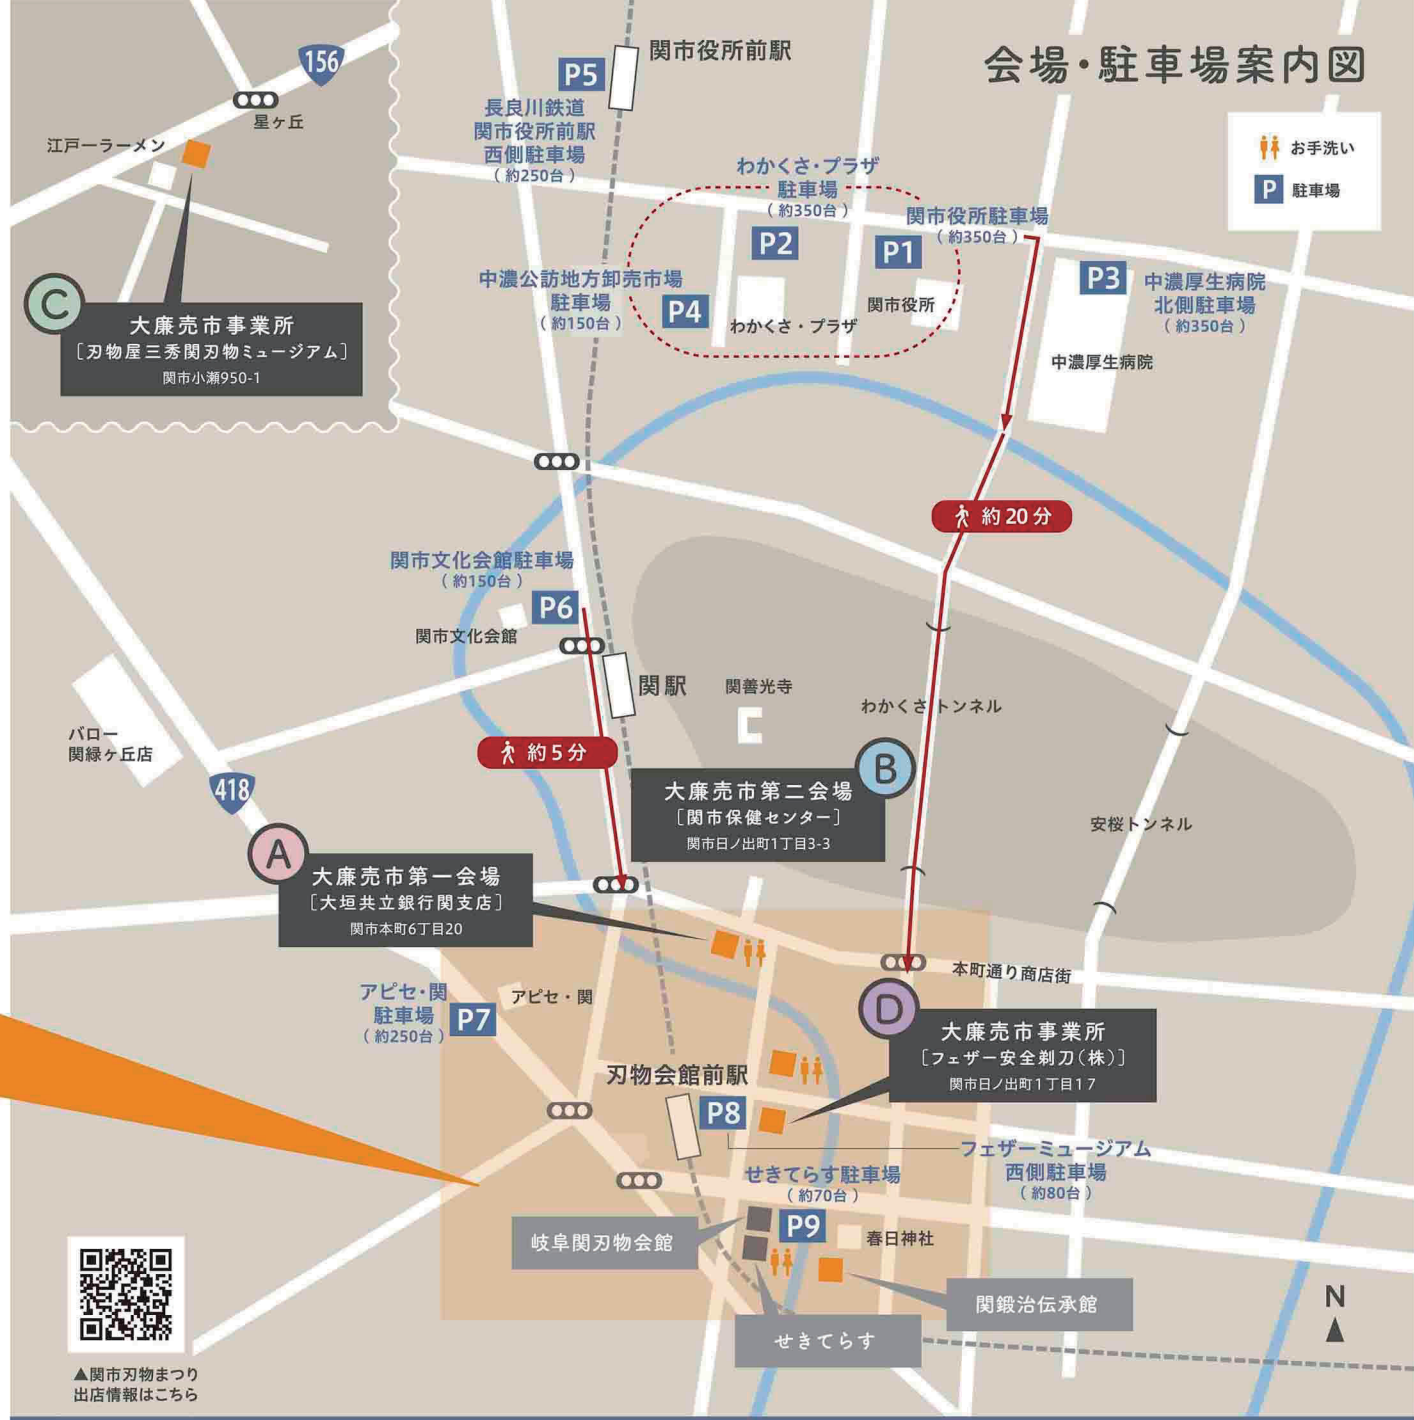 会場・駐車場案内図
お手洗い
P 駐車場
156
星ヶ丘
江戸一ラーメン
C
大廉売市事業所
［刃物屋三秀関刃物ミュージアム］
関市小瀬950-1
関市役所前駅
P5
長良川鉄道
関市役所前駅
西側駐車場
（約250台）
わかくさ・プラザ
駐車場
（約350台）
P2
関市役所駐車場
（約350台）
P1
関市役所
わかくさ・プラザ
中濃公訪地方卸売市場
駐車場
（約150台）
P4
P3
中濃厚生病院
北側駐車場
（約350台）
中濃厚生病院
約20分
関市文化会館駐車場
（約150台）
P6
関市文化会館
関駅
関善光寺
わかくさトンネル
安桜トンネル
バロー
関緑ヶ丘店
418
約5分
B
大廉売市第二会場
［関市保健センター］
関市日ノ出町1丁目3-3
A
大廉売市第一会場
［大垣共立銀行関支店］
関市本町6丁目20
本町通り商店街
D
大廉売市事業所
［フェザー安全剃刀（株）］
関市日ノ出町1丁目17
アピセ・関
駐車場
（約250台）
P7
アピセ・関
刃物会館前駅
P8
フェザーミュージアム
西側駐車場
（約80台）
せきてらす駐車場
（約70台）
P9
春日神社
岐阜関刃物会館
関鍛冶伝承館
せきてらす
N
▲関市刃物まつり
出店情報はこちら